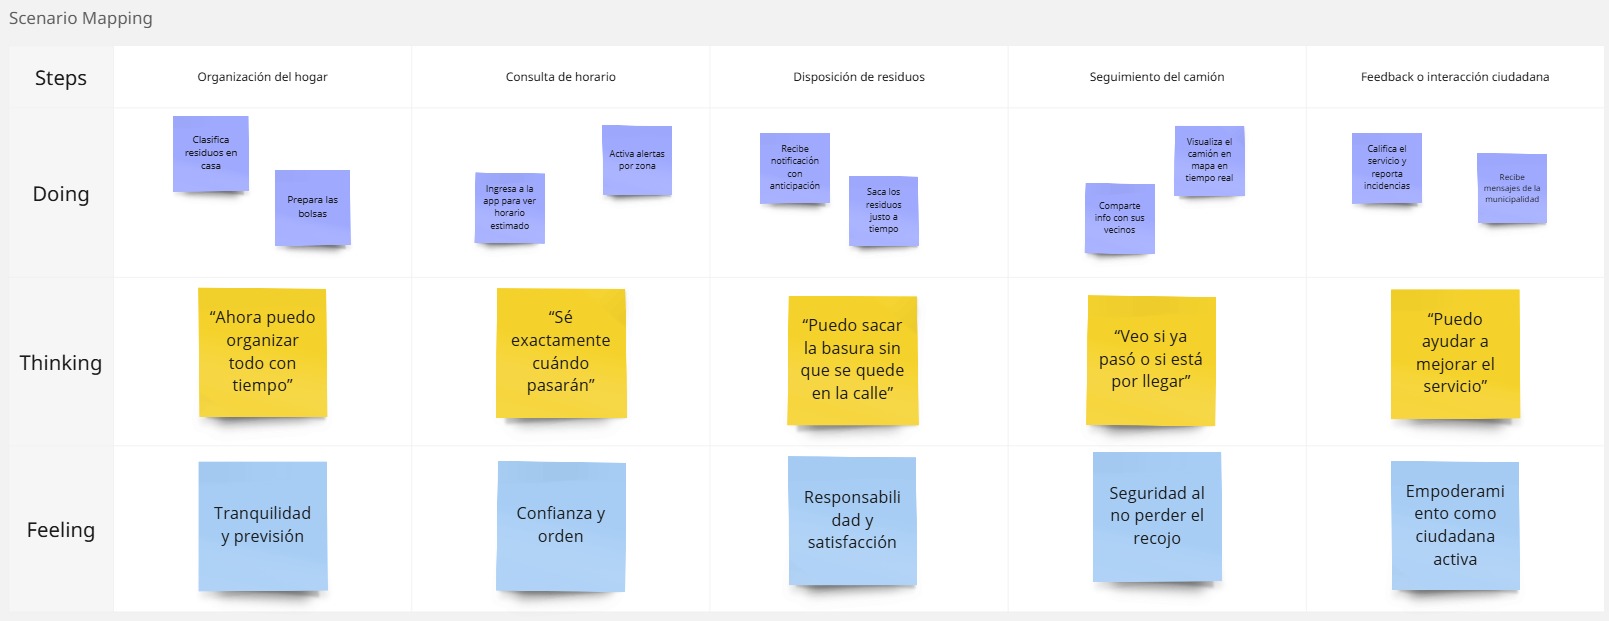 Scenario Mapping
Steps
Organización del hogar
Consulta de horario
Disposición de residuos
Seguimiento del camión
Feedback o interacción ciudadana
Doing
Clasifica
residuos en
casa
Prepara las
bolsas
Ingresa a la
app para ver
horario
estimado
Activa alertas
por zona
Recibe
notificación
con
anticipación
Saca los
residuos
justo a
tiempo
Comparte
info con sus
vecinos
Visualiza el
camión en
mapa en
tiempo real
Califica el
servicio y
reporta
incidencias
Recibe
mensajes de la
municipalidad
Thinking
“Ahora puedo
organizar
todo con
tiempo”
“Sé
exactamente
cuándo
pasarán”
“Puedo sacar
la basura sin
que se quede
en la calle”
“Veo si ya
pasó o si está
por llegar”
“Puedo
ayudar a
mejorar el
servicio”
Feeling
Tranquilidad
y previsión
Confianza y
orden
Responsabili
dad y
satisfacción
Seguridad al
no perder el
recojo
Empoderami
ento como
ciudadana
activa